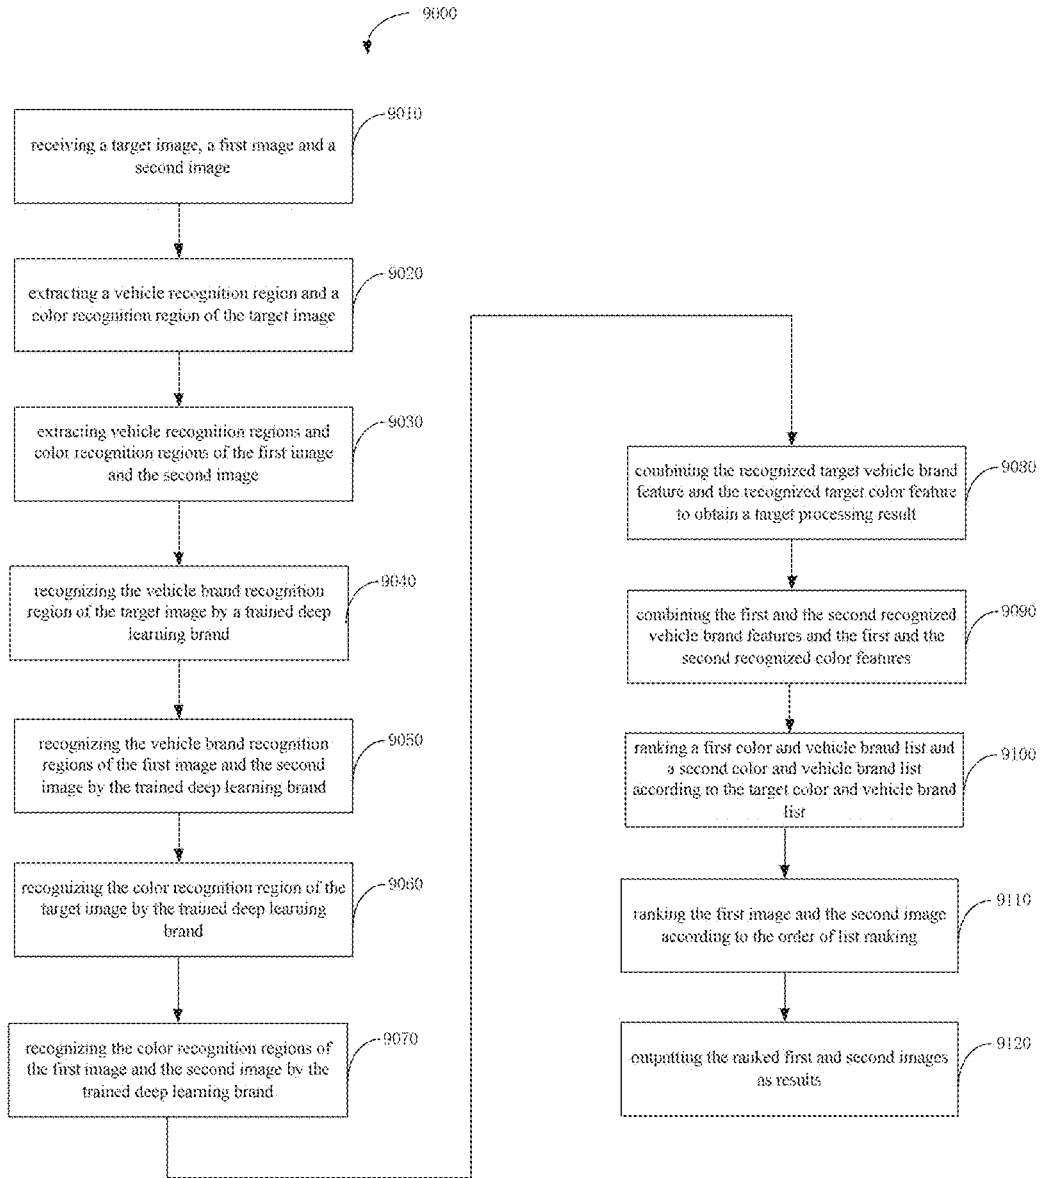 9000
9010
receiving a target image, a first image and a
second image
9020
extracting a vehicle recognition region and a
color recognition region of the target image
9030
extracting vehicle recognition regions and
color recognition regions of the first image
and the second image
9040
recognizing the vehicle brand recognition
region of the target image by a trained deep
learning brand
9050
recognizing the vehicle brand recognition
regions of the first image and the second
image by the trained deep learning brand
9060
recognizing the color recognition region of the
target image by the trained deep learning
brand
9070
recognizing the color recognition regions of
the first image and the second image by the
trained deep learning brand
9080
combining the recognized target vehicle brand
feature and the recognized target color feature
to obtain a target processing result
9090
combining the first and the second recognized
vehicle brand features and the first and the
second recognized color features
9100
ranking a first color and vehicle brand list and
a second color and vehicle brand list
according to the target color and vehicle brand
list
9110
ranking the first image and the second image
according to the order of list ranking
9120
outputting the ranked first and second images
as results